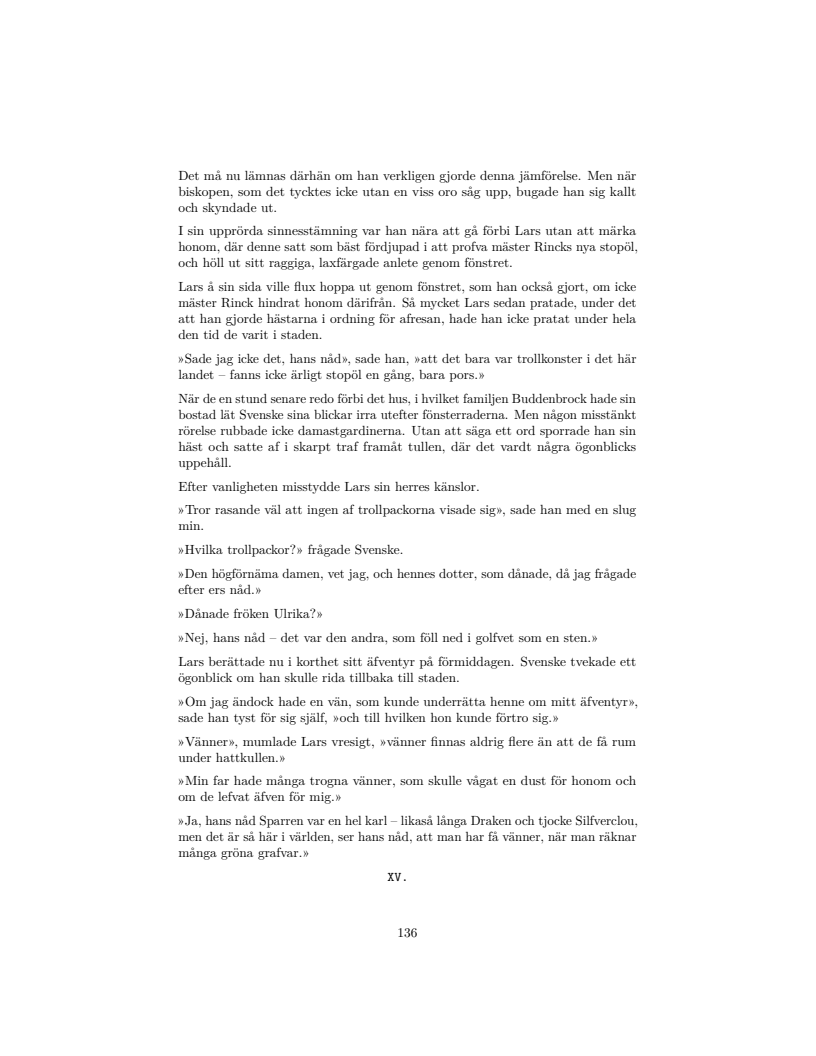 Det må nu lämnas därhän om han verkligen gjorde denna jämförelse. Men när
biskopen, som det tycktes icke utan en viss oro såg upp, bugade han sig kallt
och skyndade ut.
I sin upprörda sinnesstämning var han nära att gå förbi Lars utan att märka
honom, där denne satt som bäst fördjupad i att profva mäster Rincks nya stopöl,
och höll ut sitt raggiga, laxfärgade anlete genom fönstret.
Lars å sin sida ville flux hoppa ut genom fönstret, som han också gjort, om icke
mäster Rinck hindrat honom därifrån. Så mycket Lars sedan pratade, under det
att han gjorde hästarna i ordning för afresan, hade han icke pratat under hela
den tid de varit i staden.
»Sade jag icke det, hans nåd», sade han, »att det bara var trollkonster i det här
landet – fanns icke ärligt stopöl en gång, bara pors.»
När de en stund senare redo förbi det hus, i hvilket familjen Buddenbrock hade sin
bostad lät Svenske sina blickar irra utefter fönsterraderna. Men någon misstänkt
rörelse rubbade icke damastgardinerna. Utan att säga ett ord sporrade han sin
häst och satte af i skarpt traf framåt tullen, där det vardt några ögonblicks
uppehåll.
Efter vanligheten misstydde Lars sin herres känslor.
»Tror rasande väl att ingen af trollpackorna visade sig», sade han med en slug
min.
»Hvilka trollpackor?» frågade Svenske.
»Den högförnäma damen, vet jag, och hennes dotter, som dånade, då jag frågade
efter ers nåd.»
»Dånade fröken Ulrika?»
»Nej, hans nåd – det var den andra, som föll ned i golfvet som en sten.»
Lars berättade nu i korthet sitt äfventyr på förmiddagen. Svenske tvekade ett
ögonblick om han skulle rida tillbaka till staden.
»Om jag ändock hade en vän, som kunde underrätta henne om mitt äfventyr»,
sade han tyst för sig själf, »och till hvilken hon kunde förtro sig.»
»Vänner», mumlade Lars vresigt, »vänner finnas aldrig flere än att de få rum
under hattkullen.»
»Min far hade många trogna vänner, som skulle vågat en dust för honom och
om de lefvat äfven för mig.»
»Ja, hans nåd Sparren var en hel karl – likaså långa Draken och tjocke Silfverclou,
men det är så här i världen, ser hans nåd, att man har få vänner, när man räknar
många gröna grafvar.»
XV.
136